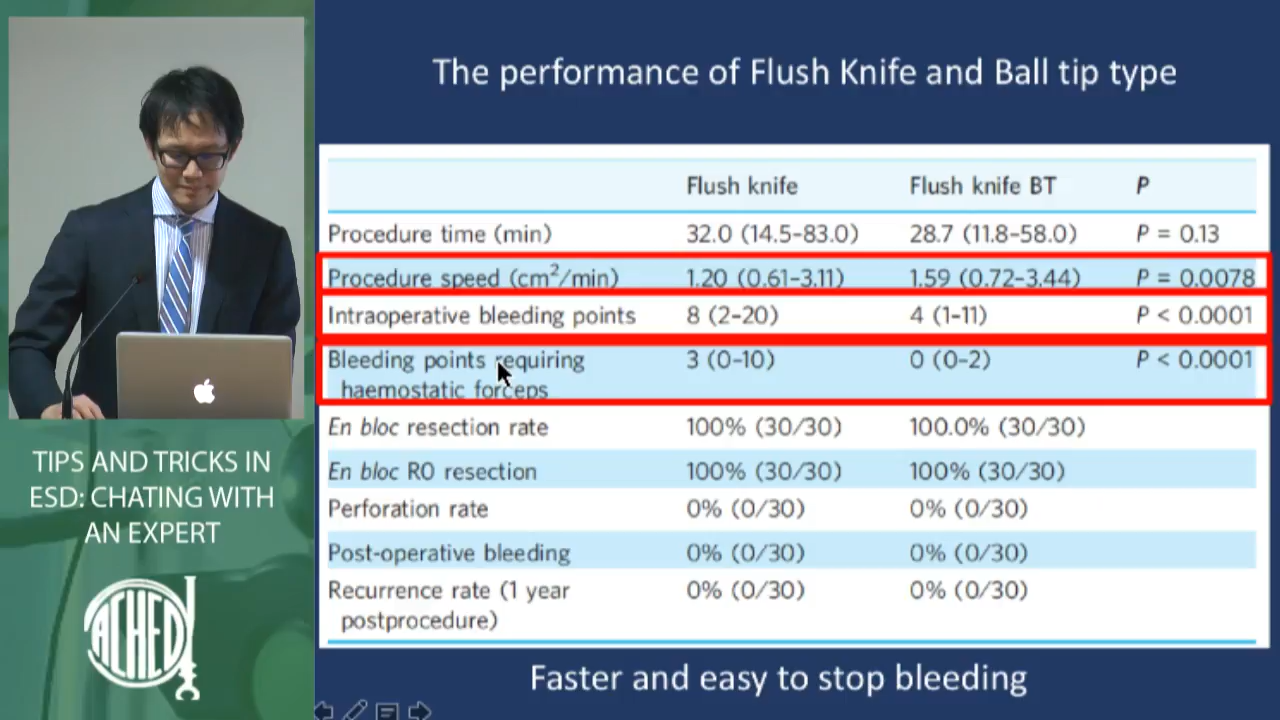 The performance of Flush Knife and Ball tip type
Flush knife Flush knife BT P
Procedure time (min) 32.0 (14.5–83.0) 28.7 (11.8–58.0) P = 0.13
Procedure speed (cm²/min) 1.20 (0.61–3.11) 1.59 (0.72–3.44) P = 0.0078
Intraoperative bleeding points 8 (2–20) 4 (1–11) P < 0.0001
Bleeding points requiring 3 (0–10) 0 (0–2) P < 0.0001
haemostatic forceps
En bloc resection rate 100% (30/30) 100.0% (30/30)
En bloc R0 resection 100% (30/30) 100% (30/30)
Perforation rate 0% (0/30) 0% (0/30)
Post-operative bleeding 0% (0/30) 0% (0/30)
Recurrence rate (1 year 0% (0/30) 0% (0/30)
postprocedure)
Faster and easy to stop bleeding
TIPS AND TRICKS IN
ESD: CHATING WITH
AN EXPERT
ACHED